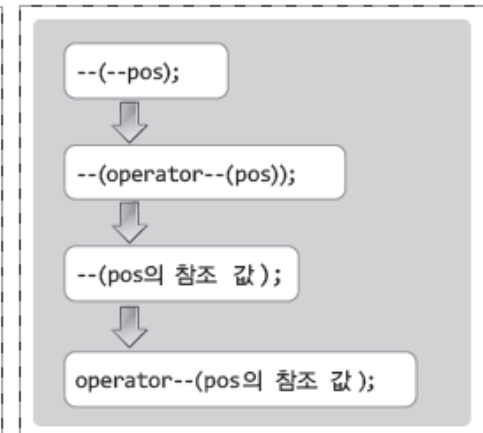 --(--pos);
--(operator--(pos));
--(pos의 참조 값);
operator--(pos의 참조 값);